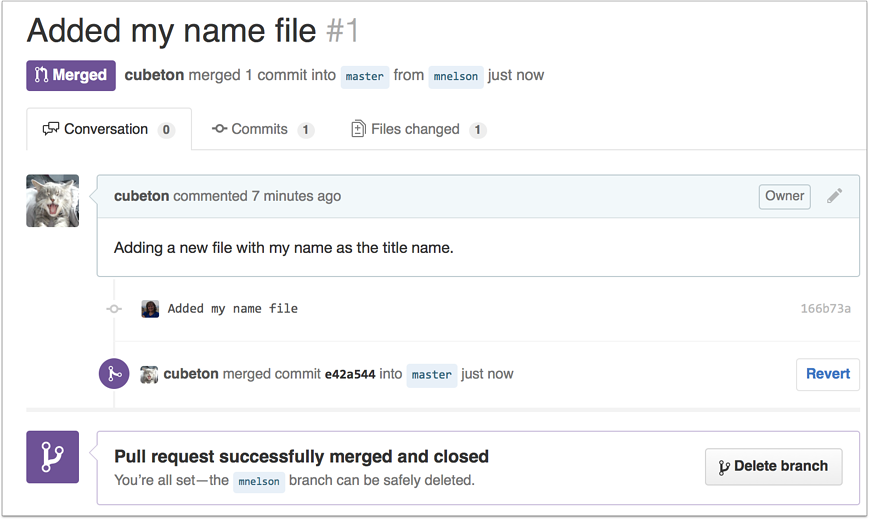 Added my name file #1
Merged cubeton merged 1 commit into master from mnelson just now
Conversation 0 Commits 1 Files changed 1
cubeton commented 7 minutes ago Owner
Adding a new file with my name as the title name.
Added my name file 166b73a
cubeton merged commit e42a544 into master just now Revert
Pull request successfully merged and closed
You're all set—the mnelson branch can be safely deleted.
Delete branch